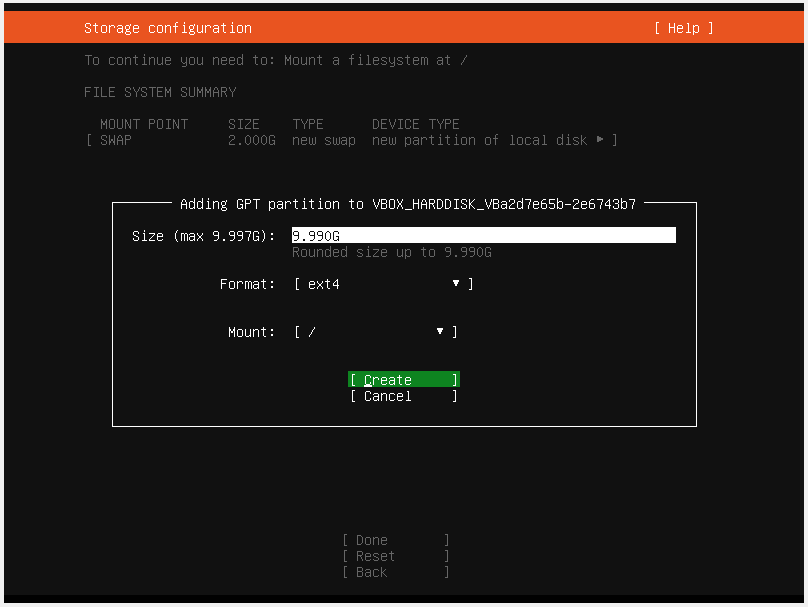 Storage configuration [ Help ]
To continue you need to: Mount a filesystem at /
FILE SYSTEM SUMMARY
MOUNT POINT SIZE TYPE DEVICE TYPE
[ SWAP 2.000G new swap new partition of local disk ▸ ]
Adding GPT partition to VBOX_HARDDISK_VBa2d7e65b-2e6743b7
Size (max 9.997G): 9.990G
Rounded size up to 9.990G
Format: [ ext4 ▾ ]
Mount: [ / ▾ ]
[ Create ]
[ Cancel ]
[ Done ]
[ Reset ]
[ Back ]